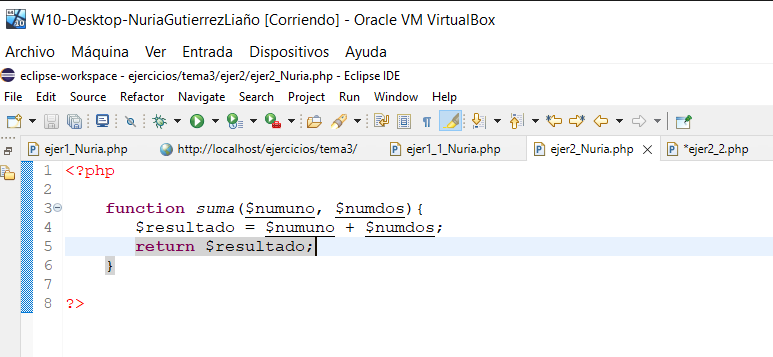 W10-Desktop-NuriaGutierrezLiaño [Corriendo] - Oracle VM VirtualBox
Archivo Máquina Ver Entrada Dispositivos Ayuda
eclipse-workspace - ejercicios/tema3/ejer2/ejer2_Nuria.php - Eclipse IDE
File Edit Source Refactor Navigate Search Project Run Window Help
ejer1_Nuria.php http://localhost/ejercicios/tema3/ ejer1_1_Nuria.php ejer2_Nuria.php *ejer2_2.php
1 <?php
2
3 function suma($numuno, $numdos){
4 $resultado = $numuno + $numdos;
5 return $resultado;
6 }
7
8 ?>